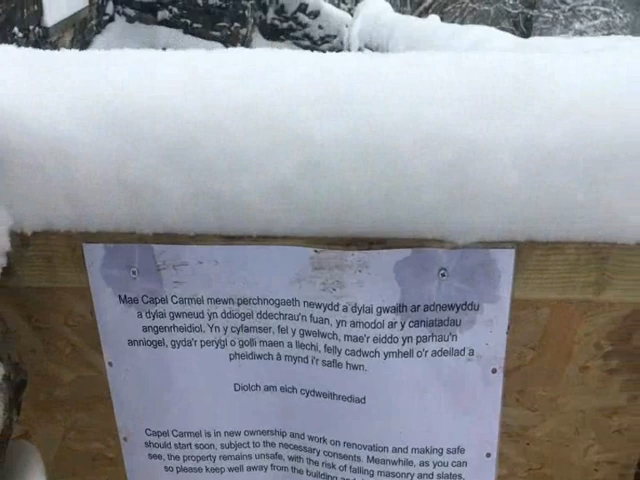 Mae Capel Carmel mewn perchnogaeth newydd a dylai gwaith ar adnewyddu
a dylai gwneud yn ddiogel ddechrau'n fuan, yn amodol ar y caniatadau
angenrheidiol. Yn y cyfamser, fel y gwelwch, mae'r eiddo yn parhau'n
anniogel, gyda'r perygl o golli maen a llechi, felly cadwch ymhell o'r adeilad a
pheidiwch â mynd i'r safle hwn.
Diolch am eich cydweithrediad
Capel Carmel is in new ownership and work on renovation and making safe
should start soon, subject to the necessary consents. Meanwhile, as you can
see, the property remains unsafe, with the risk of falling masonry and slates,
so please keep well away from the building